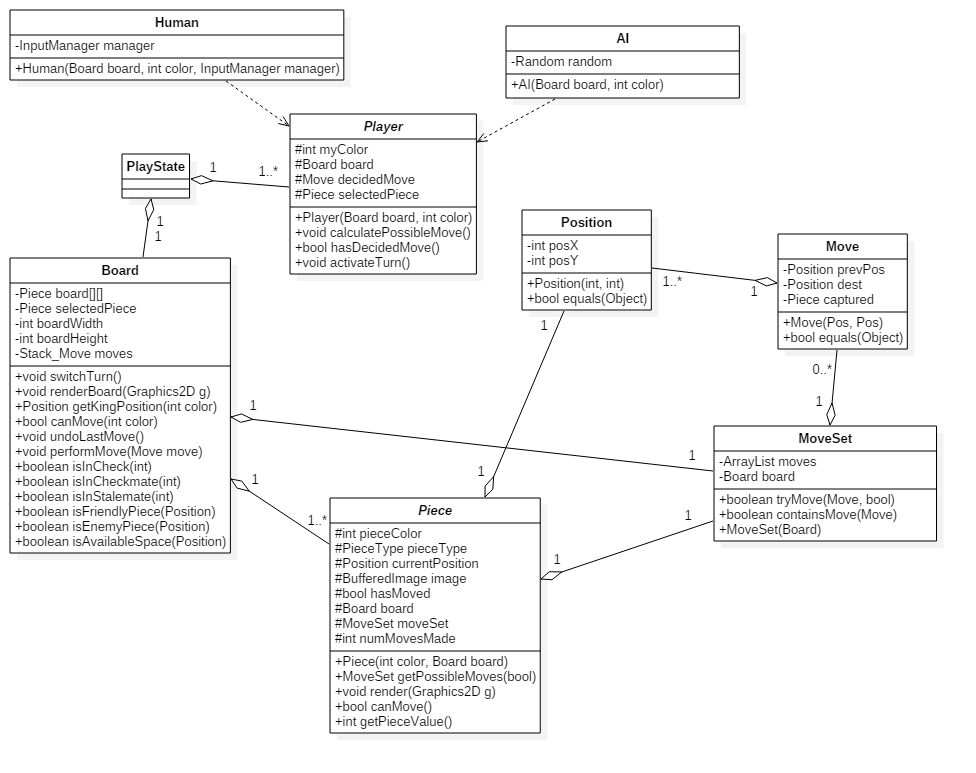 Human
-InputManager manager
+Human(Board board, int color, InputManager manager)
AI
-Random random
+AI(Board board, int color)
Player
#int myColor
#Board board
#Move decidedMove
#Piece selectedPiece
+Player(Board board, int color)
+void calculatePossibleMove()
+bool hasDecidedMove()
+void activateTurn()
PlayState
1
1..*
1
1
Board
-Piece board[][]
-Piece selectedPiece
-int boardWidth
-int boardHeight
-Stack_Move moves
+void switchTurn()
+void renderBoard(Graphics2D g)
+Position getKingPosition(int color)
+bool canMove(int color)
+void undoLastMove()
+void performMove(Move move)
+boolean isInCheck(int)
+boolean isInCheckmate(int)
+boolean isInStalemate(int)
+boolean isFriendlyPiece(Position)
+boolean isEnemyPiece(Position)
+boolean isAvailableSpace(Position)
Position
-int posX
-int posY
+Position(int, int)
+bool equals(Object)
1..*
1
Move
-Position prevPos
-Position dest
-Piece captured
+Move(Pos, Pos)
+bool equals(Object)
0..*
1
MoveSet
-ArrayList moves
-Board board
+boolean tryMove(Move, bool)
+boolean containsMove(Move)
+MoveSet(Board)
1
1
1
1..*
1
1
1
1
Piece
#int pieceColor
#PieceType pieceType
#Position currentPosition
#BufferedImage image
#bool hasMoved
#Board board
#MoveSet moveSet
#int numMovesMade
+Piece(int color, Board board)
+MoveSet getPossibleMoves(bool)
+void render(Graphics2D g)
+bool canMove()
+int getPieceValue()